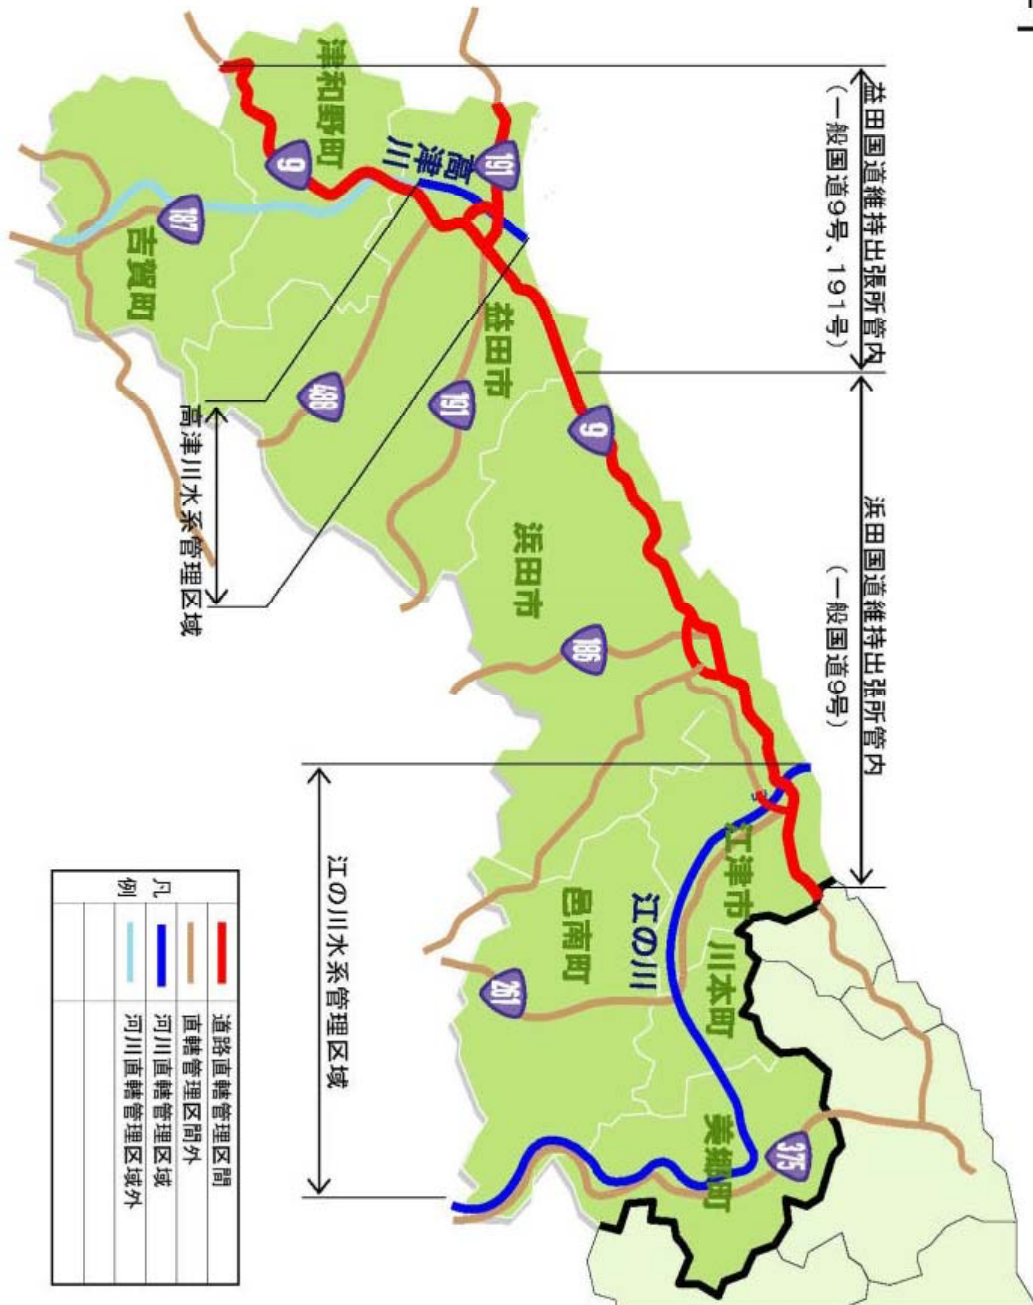 益田国道維持出張所管内
(一般国道9号、191号)
浜田国道維持出張所管内
(一般国道9号)
津和野町
高津
川
191
9
187
吉賀町
益田市
488
191
9
高津川水系管理区域
浜田市
186
江津市
川本町
江の川
邑南町
261
美郷町
375
江の川水系管理区域
凡
例
道路直轄管理区間
直轄管理区間外
河川直轄管理区域
河川直轄管理区域外